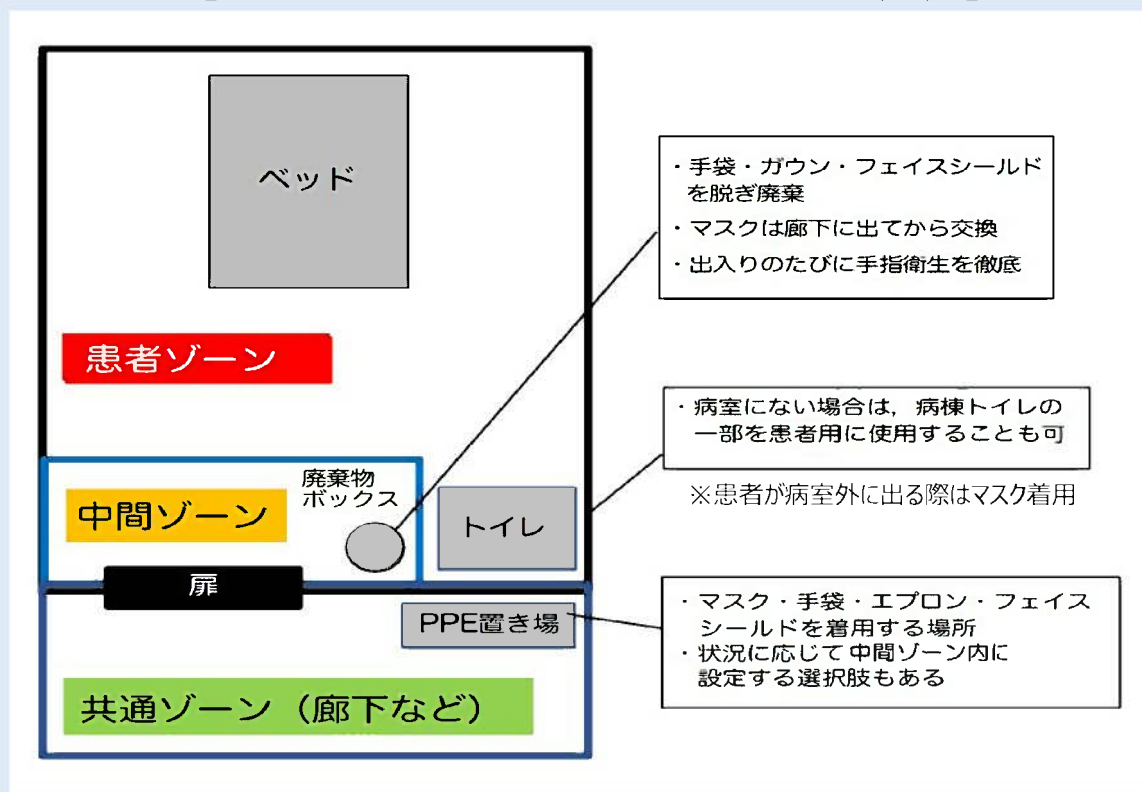 ベッド
患者ゾーン
中間ゾーン
廃棄物
ボックス
トイレ
扉
PPE置き場
共通ゾーン（廊下など）
・手袋・ガウン・フェイスシールド
を脱ぎ廃棄
・マスクは廊下に出てから交換
・出入りのたびに手指衛生を徹底
・病室にない場合は，病棟トイレの
一部を患者用に使用することも可
※患者が病室外に出る際はマスク着用
・マスク・手袋・エプロン・フェイス
シールドを着用する場所
・状況に応じて中間ゾーン内に
設定する選択肢もある